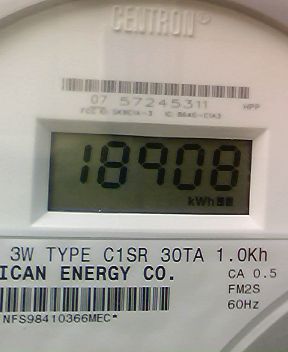 CENTRON®
07 57245311 HPP
18908
kWh
3W TYPE C1SR 30TA 1.0Kh
ICAN ENERGY CO. CA 0.5
FM2S
60Hz
NFS98410366MEC*